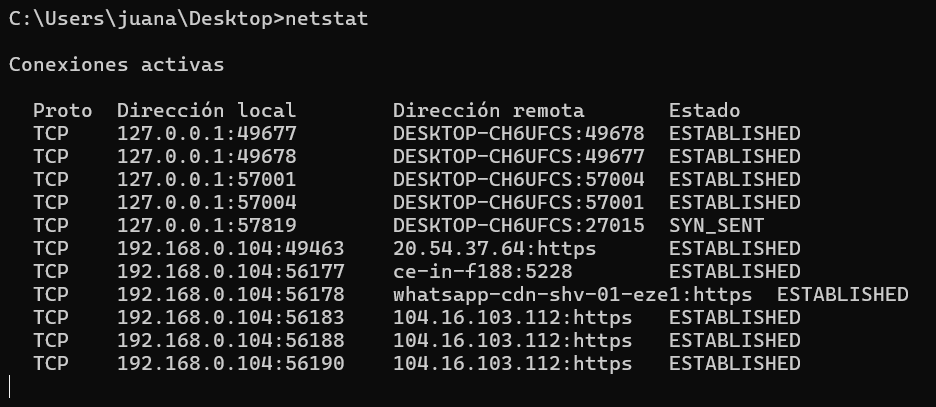 C:\Users\juana\Desktop>netstat
Conexiones activas
Proto  Dirección local        Dirección remota       Estado
TCP    127.0.0.1:49677        DESKTOP-CH6UFCS:49678  ESTABLISHED
TCP    127.0.0.1:49678        DESKTOP-CH6UFCS:49677  ESTABLISHED
TCP    127.0.0.1:57001        DESKTOP-CH6UFCS:57004  ESTABLISHED
TCP    127.0.0.1:57004        DESKTOP-CH6UFCS:57001  ESTABLISHED
TCP    127.0.0.1:57819        DESKTOP-CH6UFCS:27015  SYN_SENT
TCP    192.168.0.104:49463    20.54.37.64:https      ESTABLISHED
TCP    192.168.0.104:56177    ce-in-f188:5228        ESTABLISHED
TCP    192.168.0.104:56178    whatsapp-cdn-shv-01-eze1:https  ESTABLISHED
TCP    192.168.0.104:56183    104.16.103.112:https   ESTABLISHED
TCP    192.168.0.104:56188    104.16.103.112:https   ESTABLISHED
TCP    192.168.0.104:56190    104.16.103.112:https   ESTABLISHED